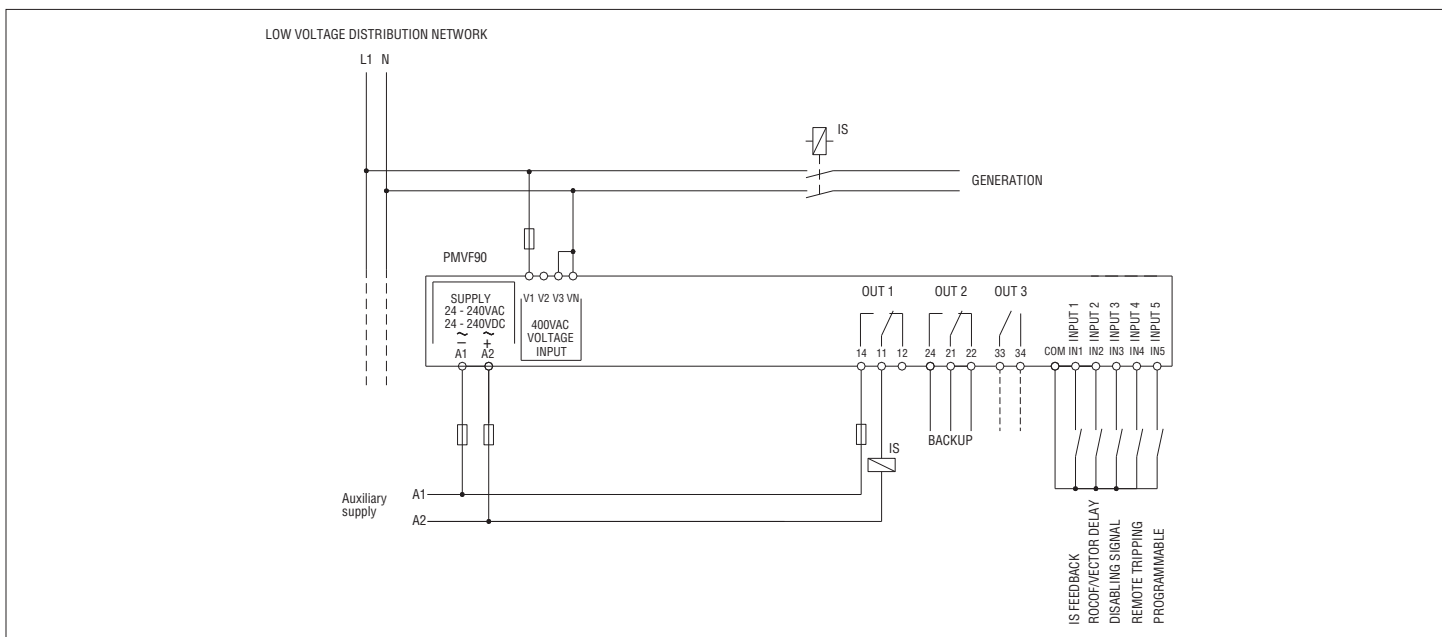 LOW VOLTAGE DISTRIBUTION NETWORK
L1 N
IS
GENERATION
PMVF90
SUPPLY
24 - 240VAC
24 - 240VDC
~ ~
– +
A1 A2
V1 V2 V3 VN
400VAC
VOLTAGE
INPUT
OUT 1
OUT 2
OUT 3
14 11 12
24 21 22
33 34
INPUT 1
INPUT 2
INPUT 3
INPUT 4
INPUT 5
COM IN1 IN2 IN3 IN4 IN5
BACKUP
IS
Auxiliary
supply
A1
A2
IS FEEDBACK
ROCOF/VECTOR DELAY
DISABLING SIGNAL
REMOTE TRIPPING
PROGRAMMABLE